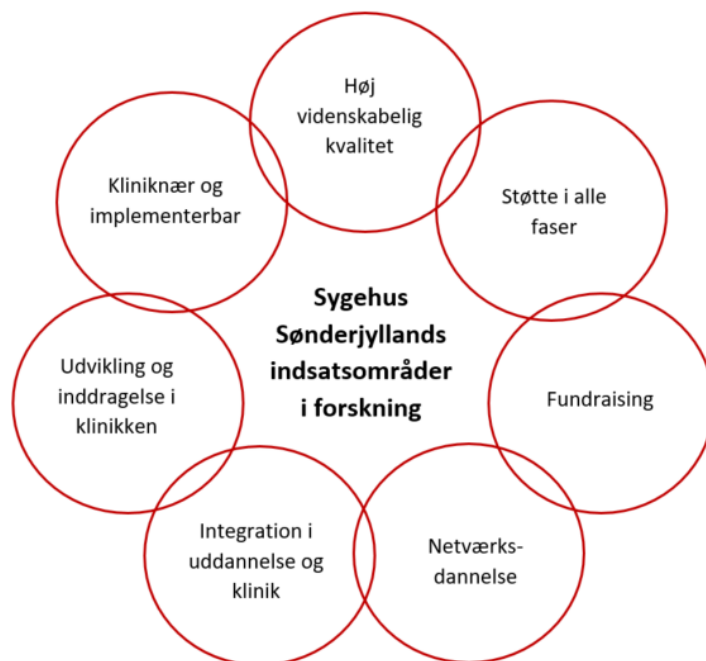 Høj
videnskabelig
kvalitet
Støtte i alle
faser
Fundraising
Netværks-
dannelse
Integration i
uddannelse og
klinik
Udvikling og
inddragelse i
klinikken
Kliniknær og
implementerbar
Sygehus
Sønderjyllands
indsatsområder
i forskning